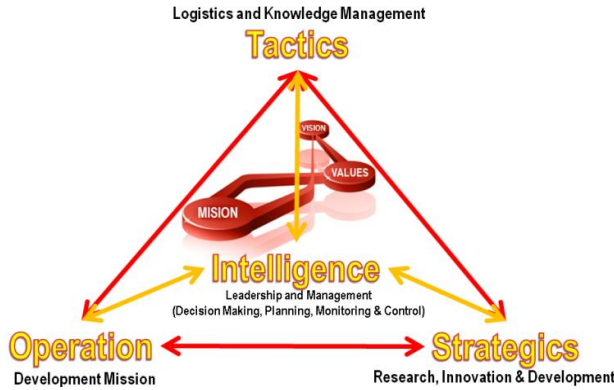 Logistics and Knowledge Management
Tactics
VISION
VALUES
MISION
Intelligence
Leadership and Management
(Decision Making, Planning, Monitoring & Control)
Operation
Strategics
Development Mission
Research, Innovation & Development